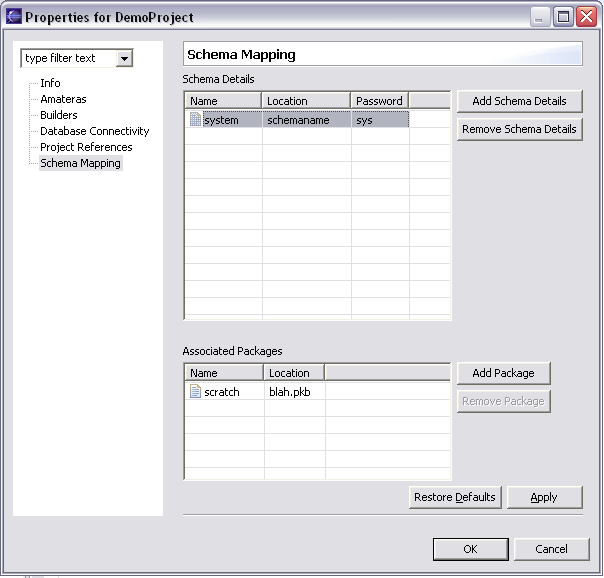 Properties for DemoProject
type filter text
Info
Amateras
Builders
Database Connectivity
Project References
Schema Mapping
Schema Mapping
Schema Details
Name Location Password
system schemaname sys
Add Schema Details
Remove Schema Details
Associated Packages
Name Location
scratch blah.pkb
Add Package
Remove Package
Restore Defaults Apply
OK Cancel